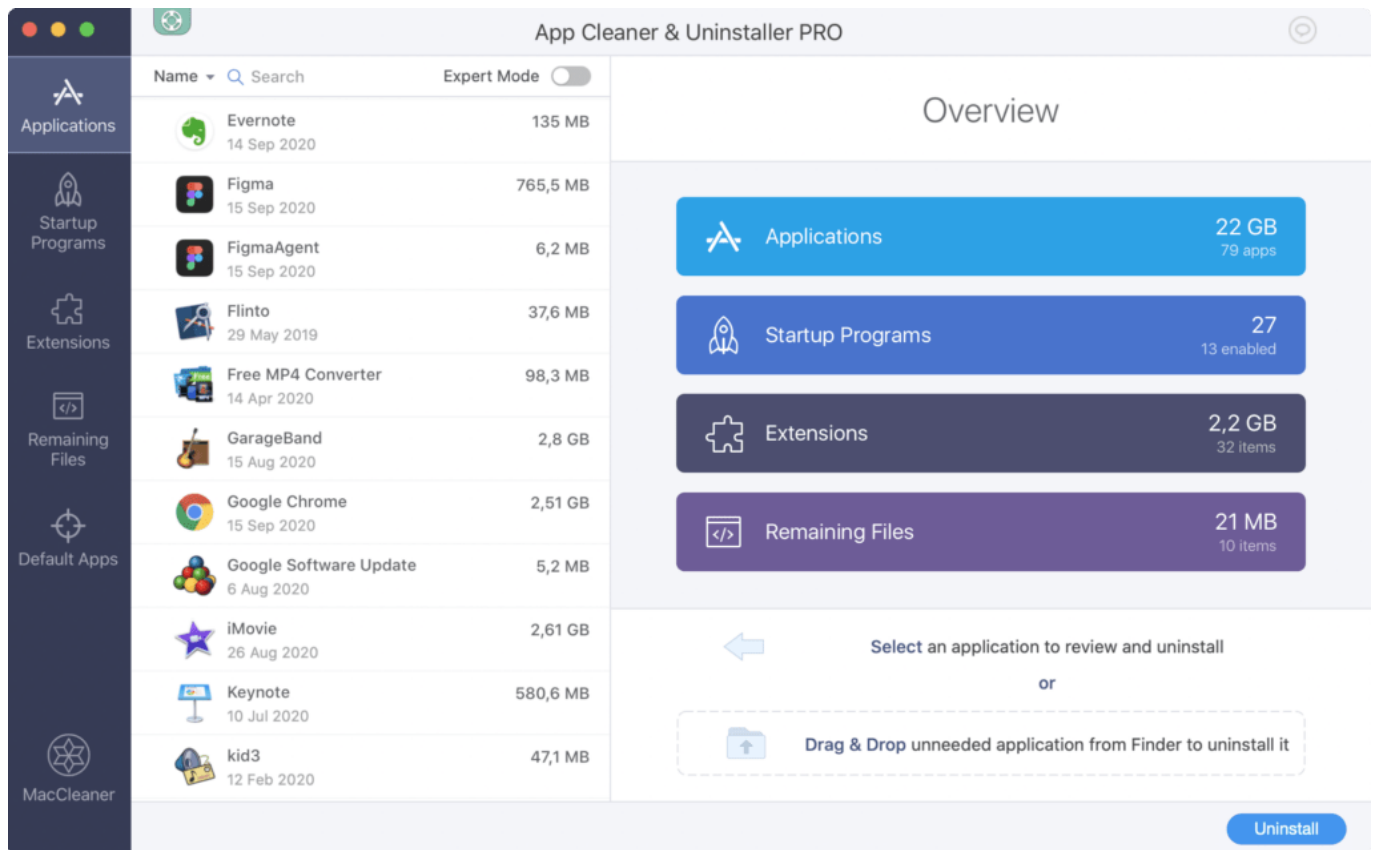 App Cleaner & Uninstaller PRO
Applications
Startup
Programs
Extensions
Remaining
Files
Default Apps
MacCleaner
Name Search Expert Mode
Evernote 135 MB
14 Sep 2020
Figma 765,5 MB
15 Sep 2020
FigmaAgent 6,2 MB
15 Sep 2020
Flinto 37,6 MB
29 May 2019
Free MP4 Converter 98,3 MB
14 Apr 2020
GarageBand 2,8 GB
15 Aug 2020
Google Chrome 2,51 GB
15 Sep 2020
Google Software Update 5,2 MB
6 Aug 2020
iMovie 2,61 GB
26 Aug 2020
Keynote 580,6 MB
10 Jul 2020
kid3 47,1 MB
12 Feb 2020
Overview
Applications 22 GB
79 apps
Startup Programs 27
13 enabled
Extensions 2,2 GB
32 items
Remaining Files 21 MB
10 items
Select an application to review and uninstall
or
Drag & Drop unneeded application from Finder to uninstall it
Uninstall